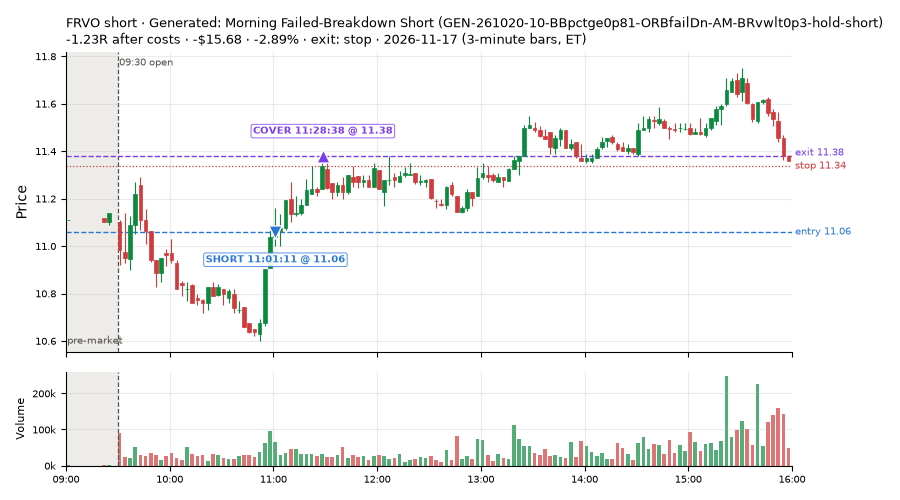 FRVO short · Generated: Morning Failed-Breakdown Short (GEN-261020-10-BBpctge0p81-ORBfailDn-AM-BRvwlt0p3-hold-short)
-1.23R after costs · -$15.68 · -2.89% · exit: stop · 2026-11-17 (3-minute bars, ET)
11.8
09:30 open
11.6
COVER 11:28:38 @ 11.38
11.4
exit 11.38
stop 11.34
Price
11.2
entry 11.06
11.0
SHORT 11:01:11 @ 11.06
10.8
10.6
pre-market
200k
Volume
100k
0k
09:00
10:00
11:00
12:00
13:00
14:00
15:00
16:00